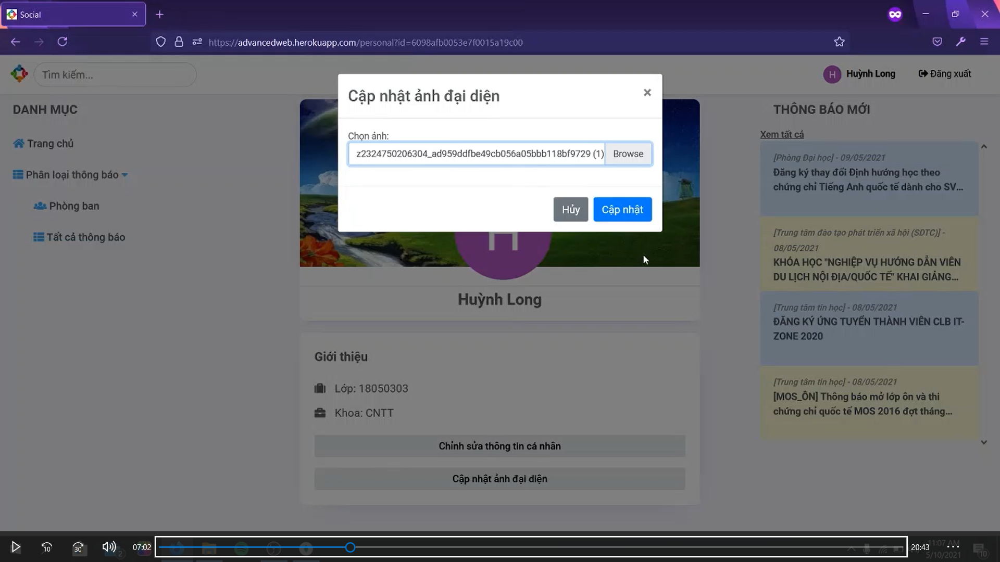 Social
https://advancedweb.herokuapp.com/personal?id=6098afb0053e7f0015a19c00
Tìm kiếm...
H
Huỳnh Long
Đăng xuất
Cập nhật ảnh đại diện
×
Chọn ảnh:
z2324750206304_ad959ddfbe49cb056a05bbb118bf9729 (1)
Browse
Hủy
Cập nhật
DANH MỤC
Trang chủ
Phân loại thông báo
Phòng ban
Tất cả thông báo
H
Huỳnh Long
Giới thiệu
Lớp: 18050303
Khoa: CNTT
Chỉnh sửa thông tin cá nhân
Cập nhật ảnh đại diện
THÔNG BÁO MỚI
Xem tất cả
[Phòng Đại học] - 09/05/2021
Đăng ký thay đổi Định hướng học theo
chứng chỉ Tiếng Anh quốc tế dành cho SV...
[Trung tâm đào tạo phát triển xã hội (SDTC)] -
08/05/2021
KHÓA HỌC "NGHIỆP VỤ HƯỚNG DẪN VIÊN
DU LỊCH NỘI ĐỊA/QUỐC TẾ" KHAI GIẢNG...
[Trung tâm tin học] - 08/05/2021
ĐĂNG KÝ ỨNG TUYỂN THÀNH VIÊN CLB IT-
ZONE 2020
[Trung tâm tin học] - 08/05/2021
[MOS_ÔN] Thông báo mở lớp ôn và thi
chứng chỉ quốc tế MOS 2016 đợt tháng...
10
30
2
07:02
20:43
11:07 AM
5/10/2021
10